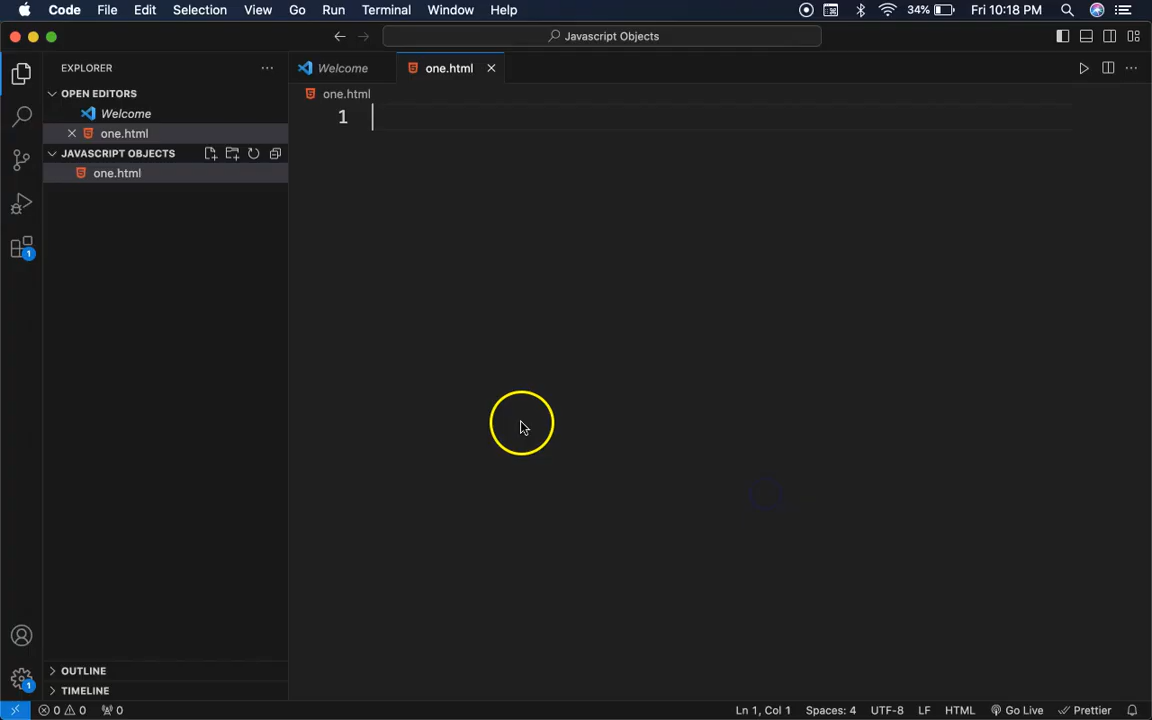 Code File Edit Selection View Go Run Terminal Window Help 34% Fri 10:18 PM
Javascript Objects
EXPLORER
Welcome
one.html
OPEN EDITORS
one.html
Welcome
1
one.html
JAVASCRIPT OBJECTS
one.html
1
OUTLINE
1
TIMELINE
0 0 0 Ln 1, Col 1 Spaces: 4 UTF-8 LF HTML Go Live Prettier